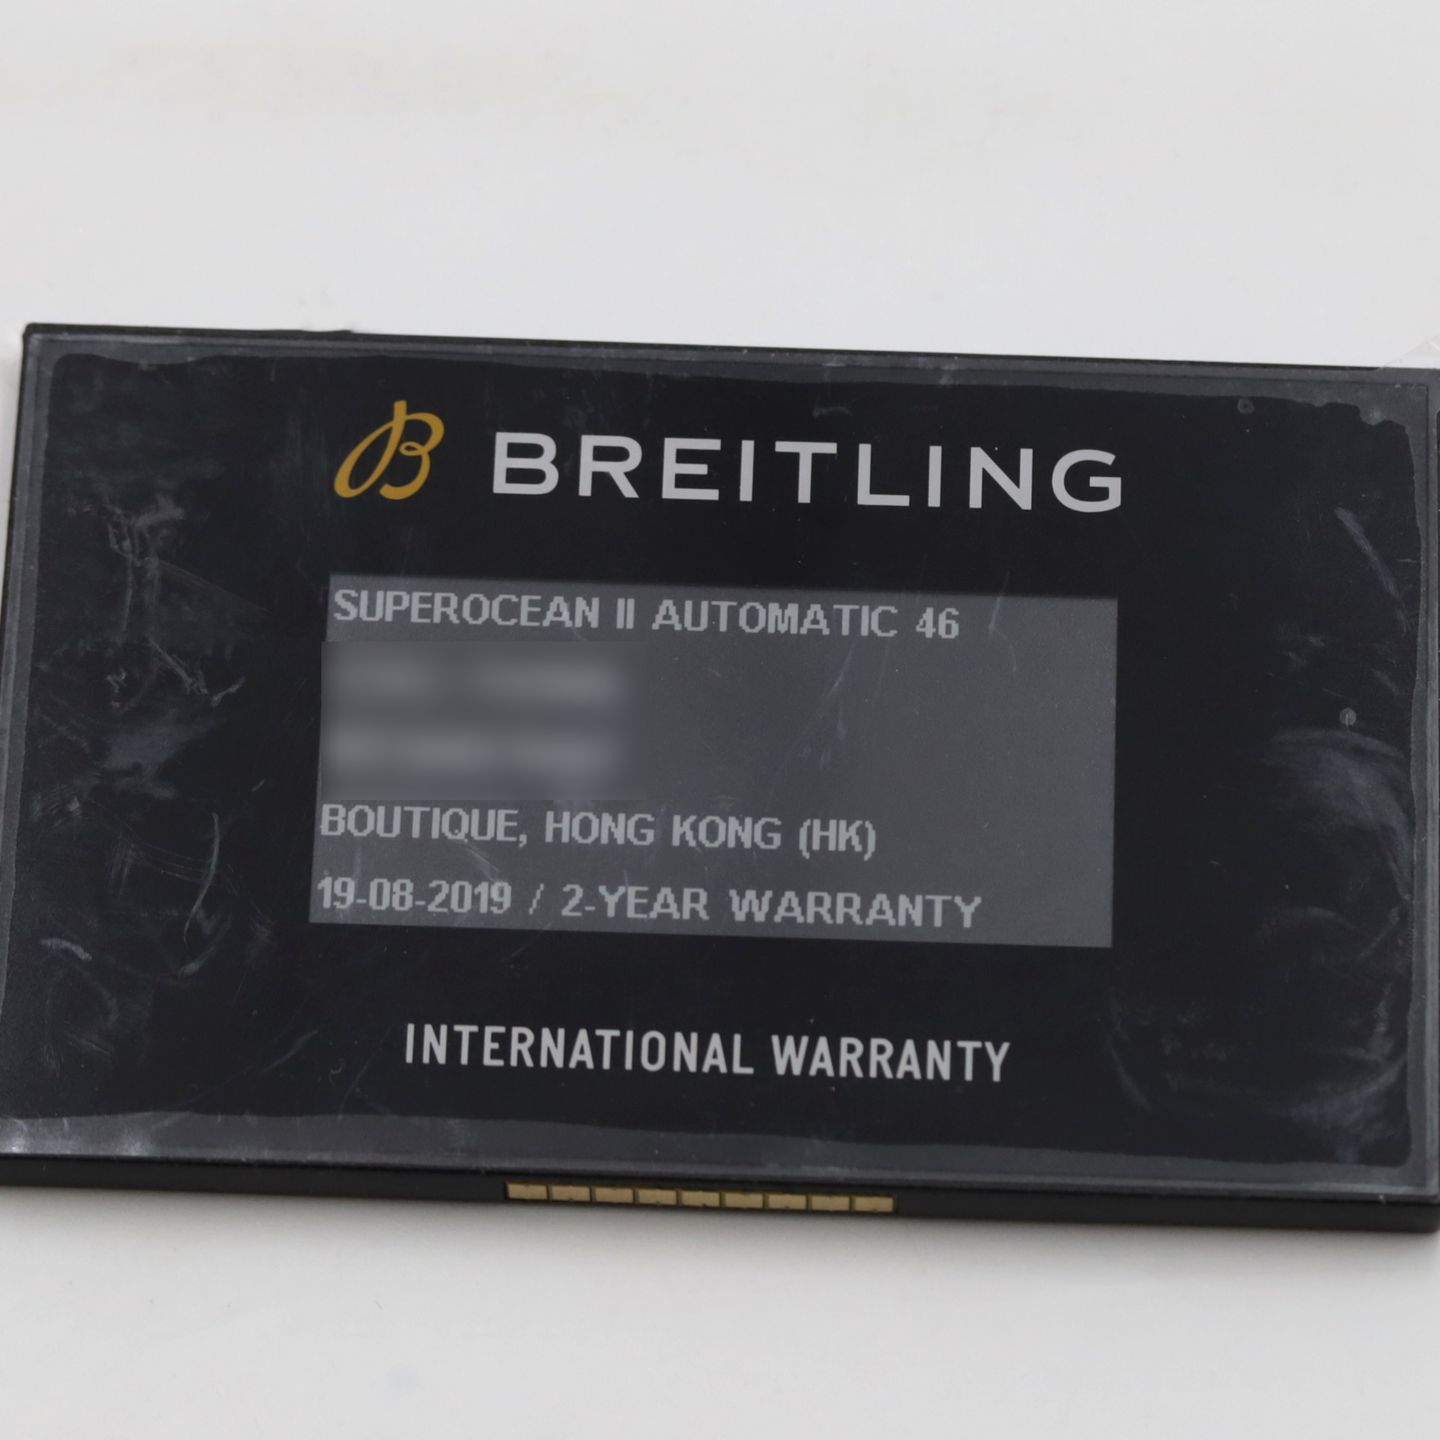 B BREITLING
SUPEROCEAN II AUTOMATIC 46
BOUTIQUE, HONG KONG (HK)
19-08-2019 / 2-YEAR WARRANTY
INTERNATIONAL WARRANTY